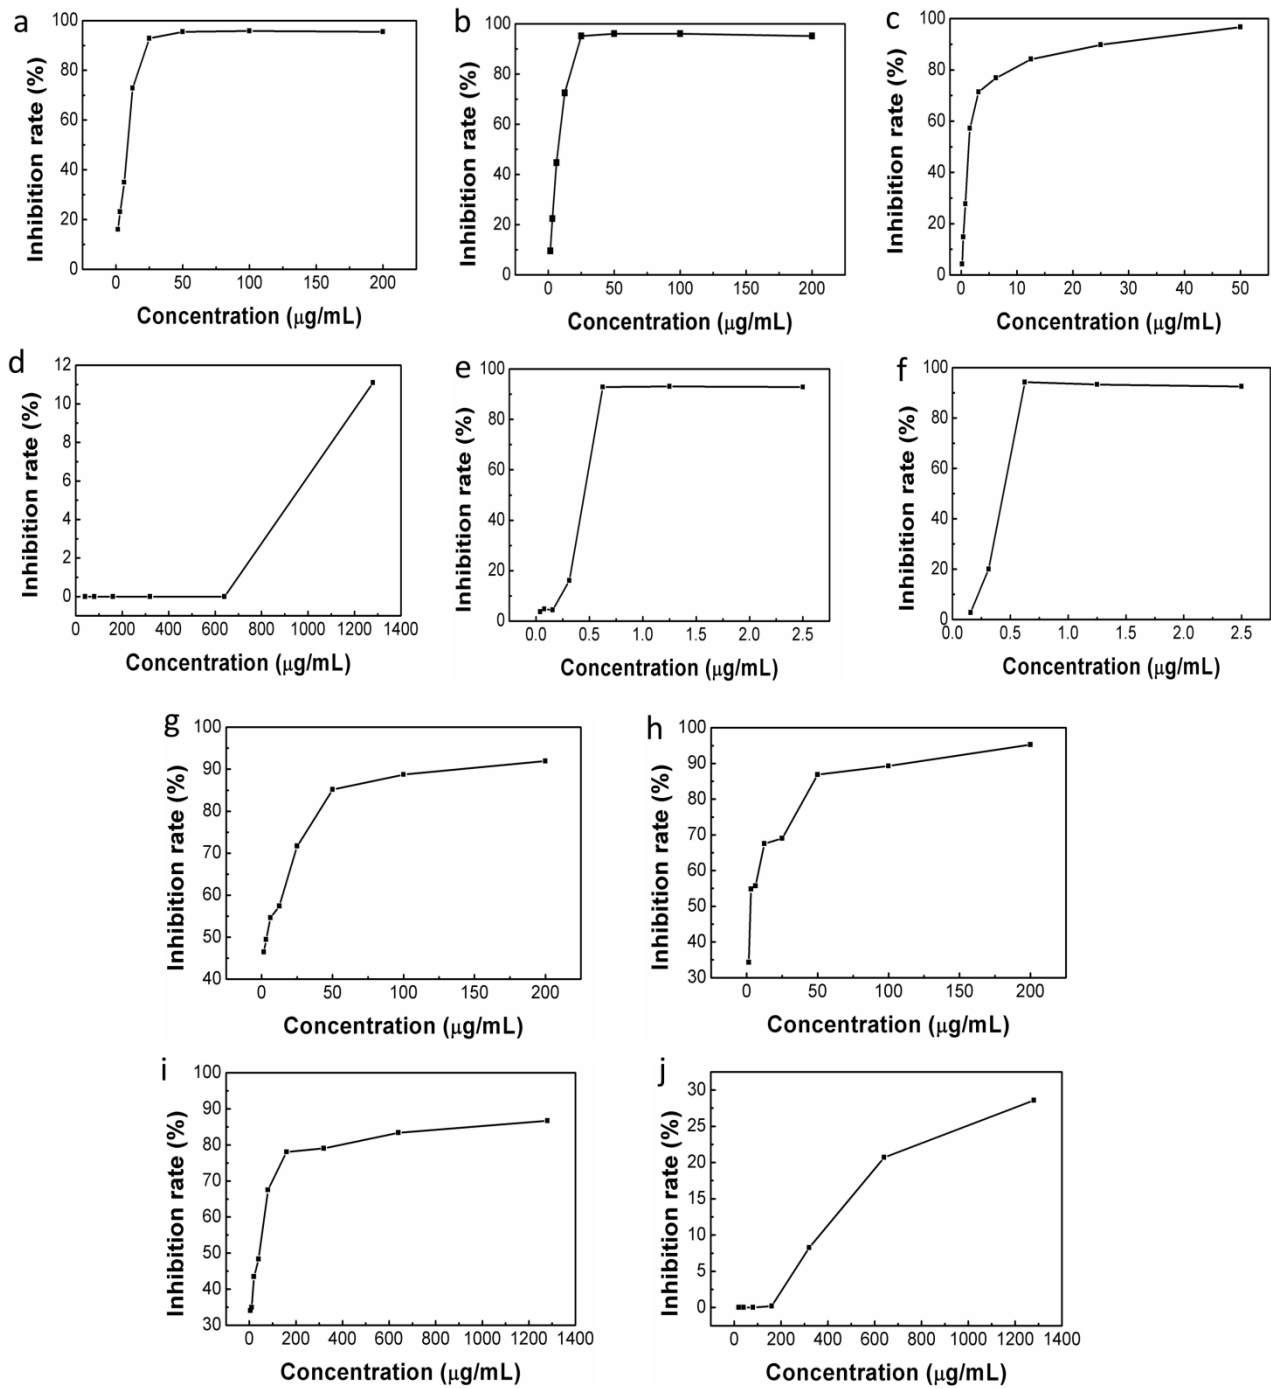 a
Inhibition rate (%)
100
80
60
40
20
0
0 50 100 150 200
Concentration (μg/mL)
b
Inhibition rate (%)
100
80
60
40
20
0
0 50 100 150 200
Concentration (μg/mL)
c
Inhibition rate (%)
100
80
60
40
20
0
0 10 20 30 40 50
Concentration (μg/mL)
d
Inhibition rate (%)
12
10
8
6
4
2
0
0 200 400 600 800 1000 1200 1400
Concentration (μg/mL)
e
Inhibition rate (%)
100
80
60
40
20
0
0.0 0.5 1.0 1.5 2.0 2.5
Concentration (μg/mL)
f
Inhibition rate (%)
100
80
60
40
20
0
0.0 0.5 1.0 1.5 2.0 2.5
Concentration (μg/mL)
g
Inhibition rate (%)
100
90
80
70
60
50
40
0 50 100 150 200
Concentration (μg/mL)
h
Inhibition rate (%)
100
90
80
70
60
50
40
30
0 50 100 150 200
Concentration (μg/mL)
i
Inhibition rate (%)
100
90
80
70
60
50
40
30
0 200 400 600 800 1000 1200 1400
Concentration (μg/mL)
j
Inhibition rate (%)
30
25
20
15
10
5
0
0 200 400 600 800 1000 1200 1400
Concentration (μg/mL)